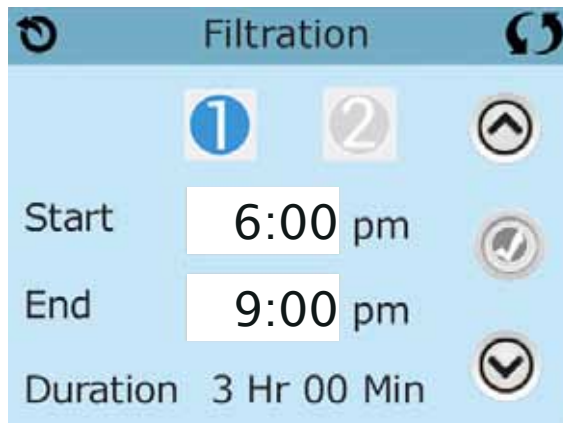 Filtration
1 2
Start 6:00 pm
End 9:00 pm
Duration 3 Hr 00 Min